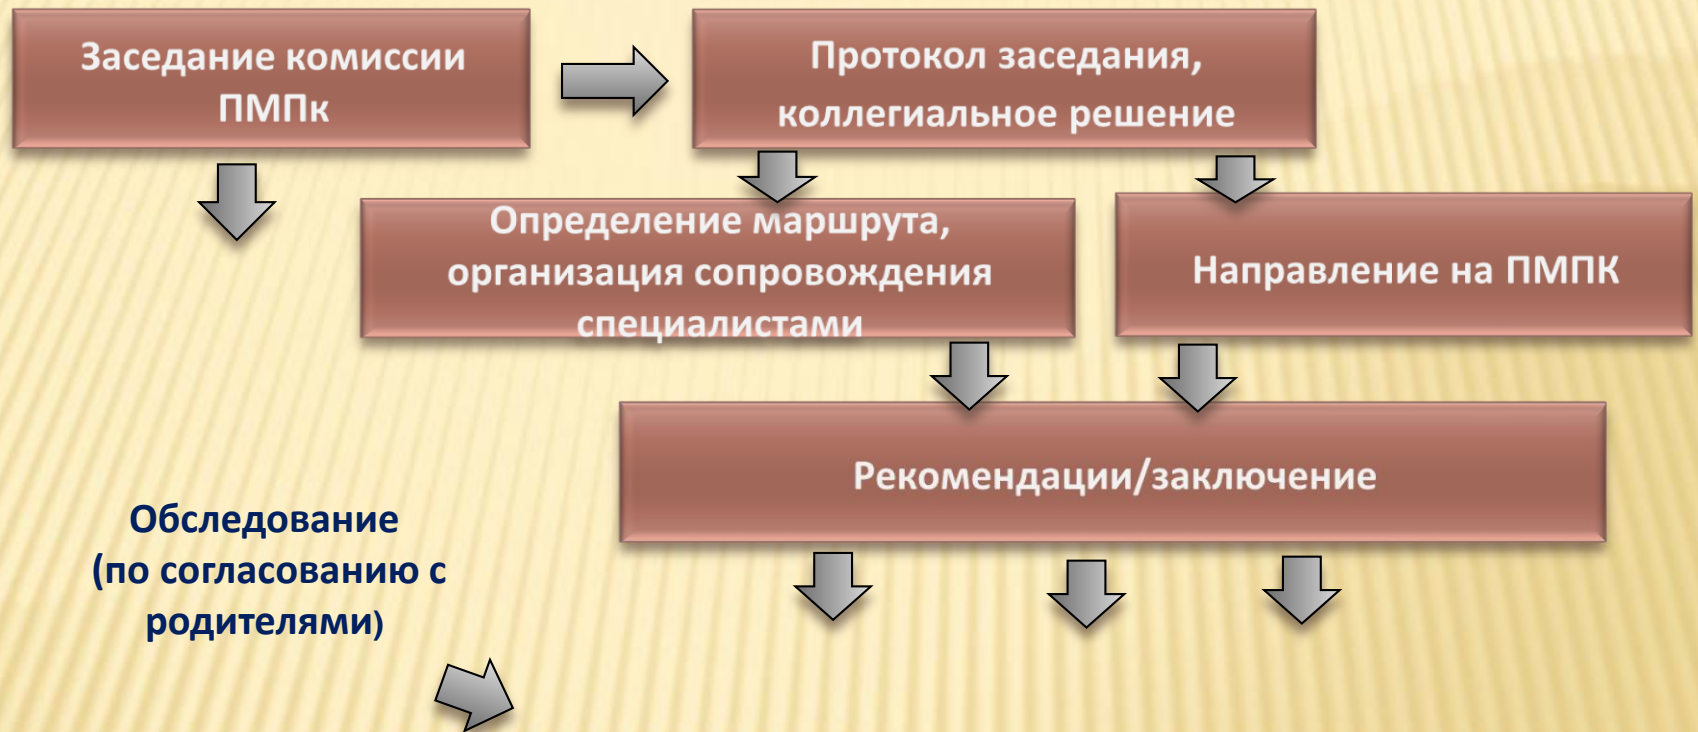 Заседание комиссии
ПМПк
Протокол заседания,
коллегиальное решение
Определение маршрута,
организация сопровождения
специалистами
Направление на ПМПК
Рекомендации/заключение
Обследование
(по согласованию с
родителями)